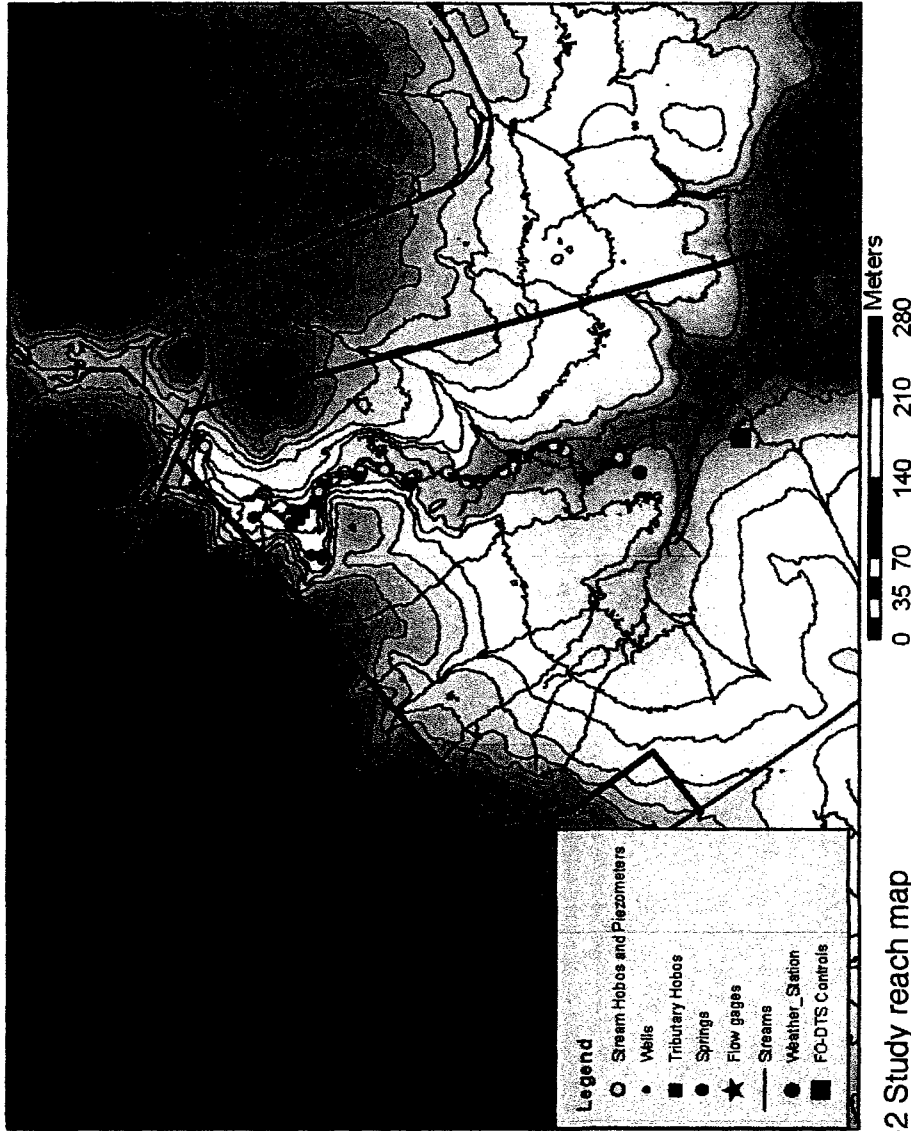 Legend
Stream Hobos and Piezometers
Wells
Tributary Hobos
Springs
Flow gages
Streams
Weather_Station
FO-DTS Controls
Meters
0 35 70 140 210 280
2 Study reach map